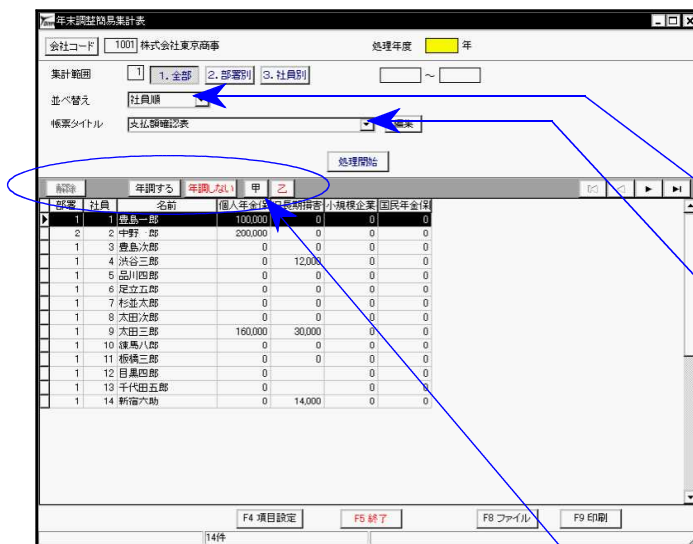 年末調整簡易集計表
会社コード 1001 株式会社東京商事 処理年度 年
集計範囲 1 1.全部 2.部署別 3.社員別 ～
並べ替え 社員順
帳票タイトル 支払額確認表 編集
処理開始
解除 年調する 年調しない 甲 乙
部署 社員 名前 個人年金保 長期損害 小規模企業 国民年金保
1 1 豊島一郎 100,000 0 0 0
2 2 中野一郎 200,000 0 0 0
1 3 豊島次郎 0 0 0 0
1 4 渋谷三郎 0 12,000 0 0
1 5 品川四郎 0 0 0 0
1 6 足立五郎 0 0 0 0
1 7 杉並太郎 0 0 0 0
1 8 太田次郎 0 0 0 0
1 9 太田三郎 160,000 30,000 0 0
1 10 練馬八郎 0 0 0 0
1 11 板橋三郎 0 0 0 0
1 12 目黒四郎 0 0 0
1 13 千代田五郎 0 0 0
1 14 新宿六助 0 14,000 0 0
F4 項目設定 F5 終了 F8 ファイル F9 印刷
14件